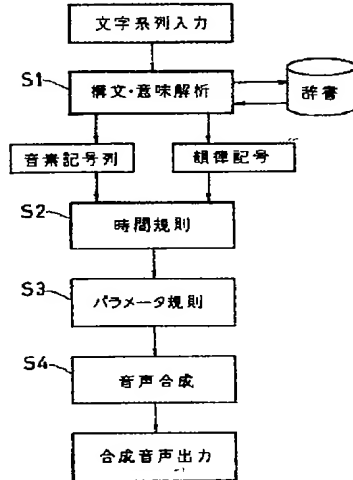 文字系列入力
S1
構文・意味解析
辞書
音素記号列
韻律記号
S2
時間規則
S3
パラメータ規則
S4
音声合成
合成音声出力